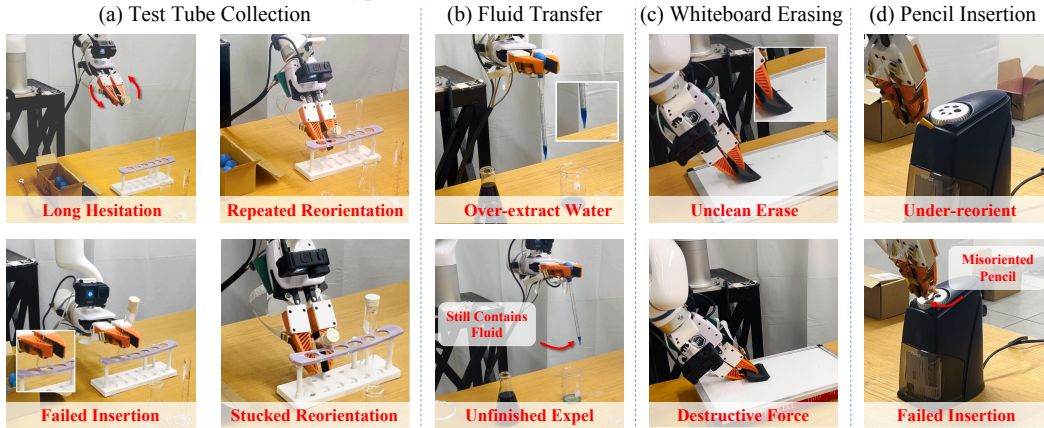 (a) Test Tube Collection
(b) Fluid Transfer
(c) Whiteboard Erasing
(d) Pencil Insertion
Long Hesitation
Repeated Reorientation
Over-extract Water
Unclean Erase
Under-reorient
Failed Insertion
Stucked Reorientation
Still Contains
Fluid
Unfinished Expel
Destructive Force
Misoriented
Pencil
Failed Insertion